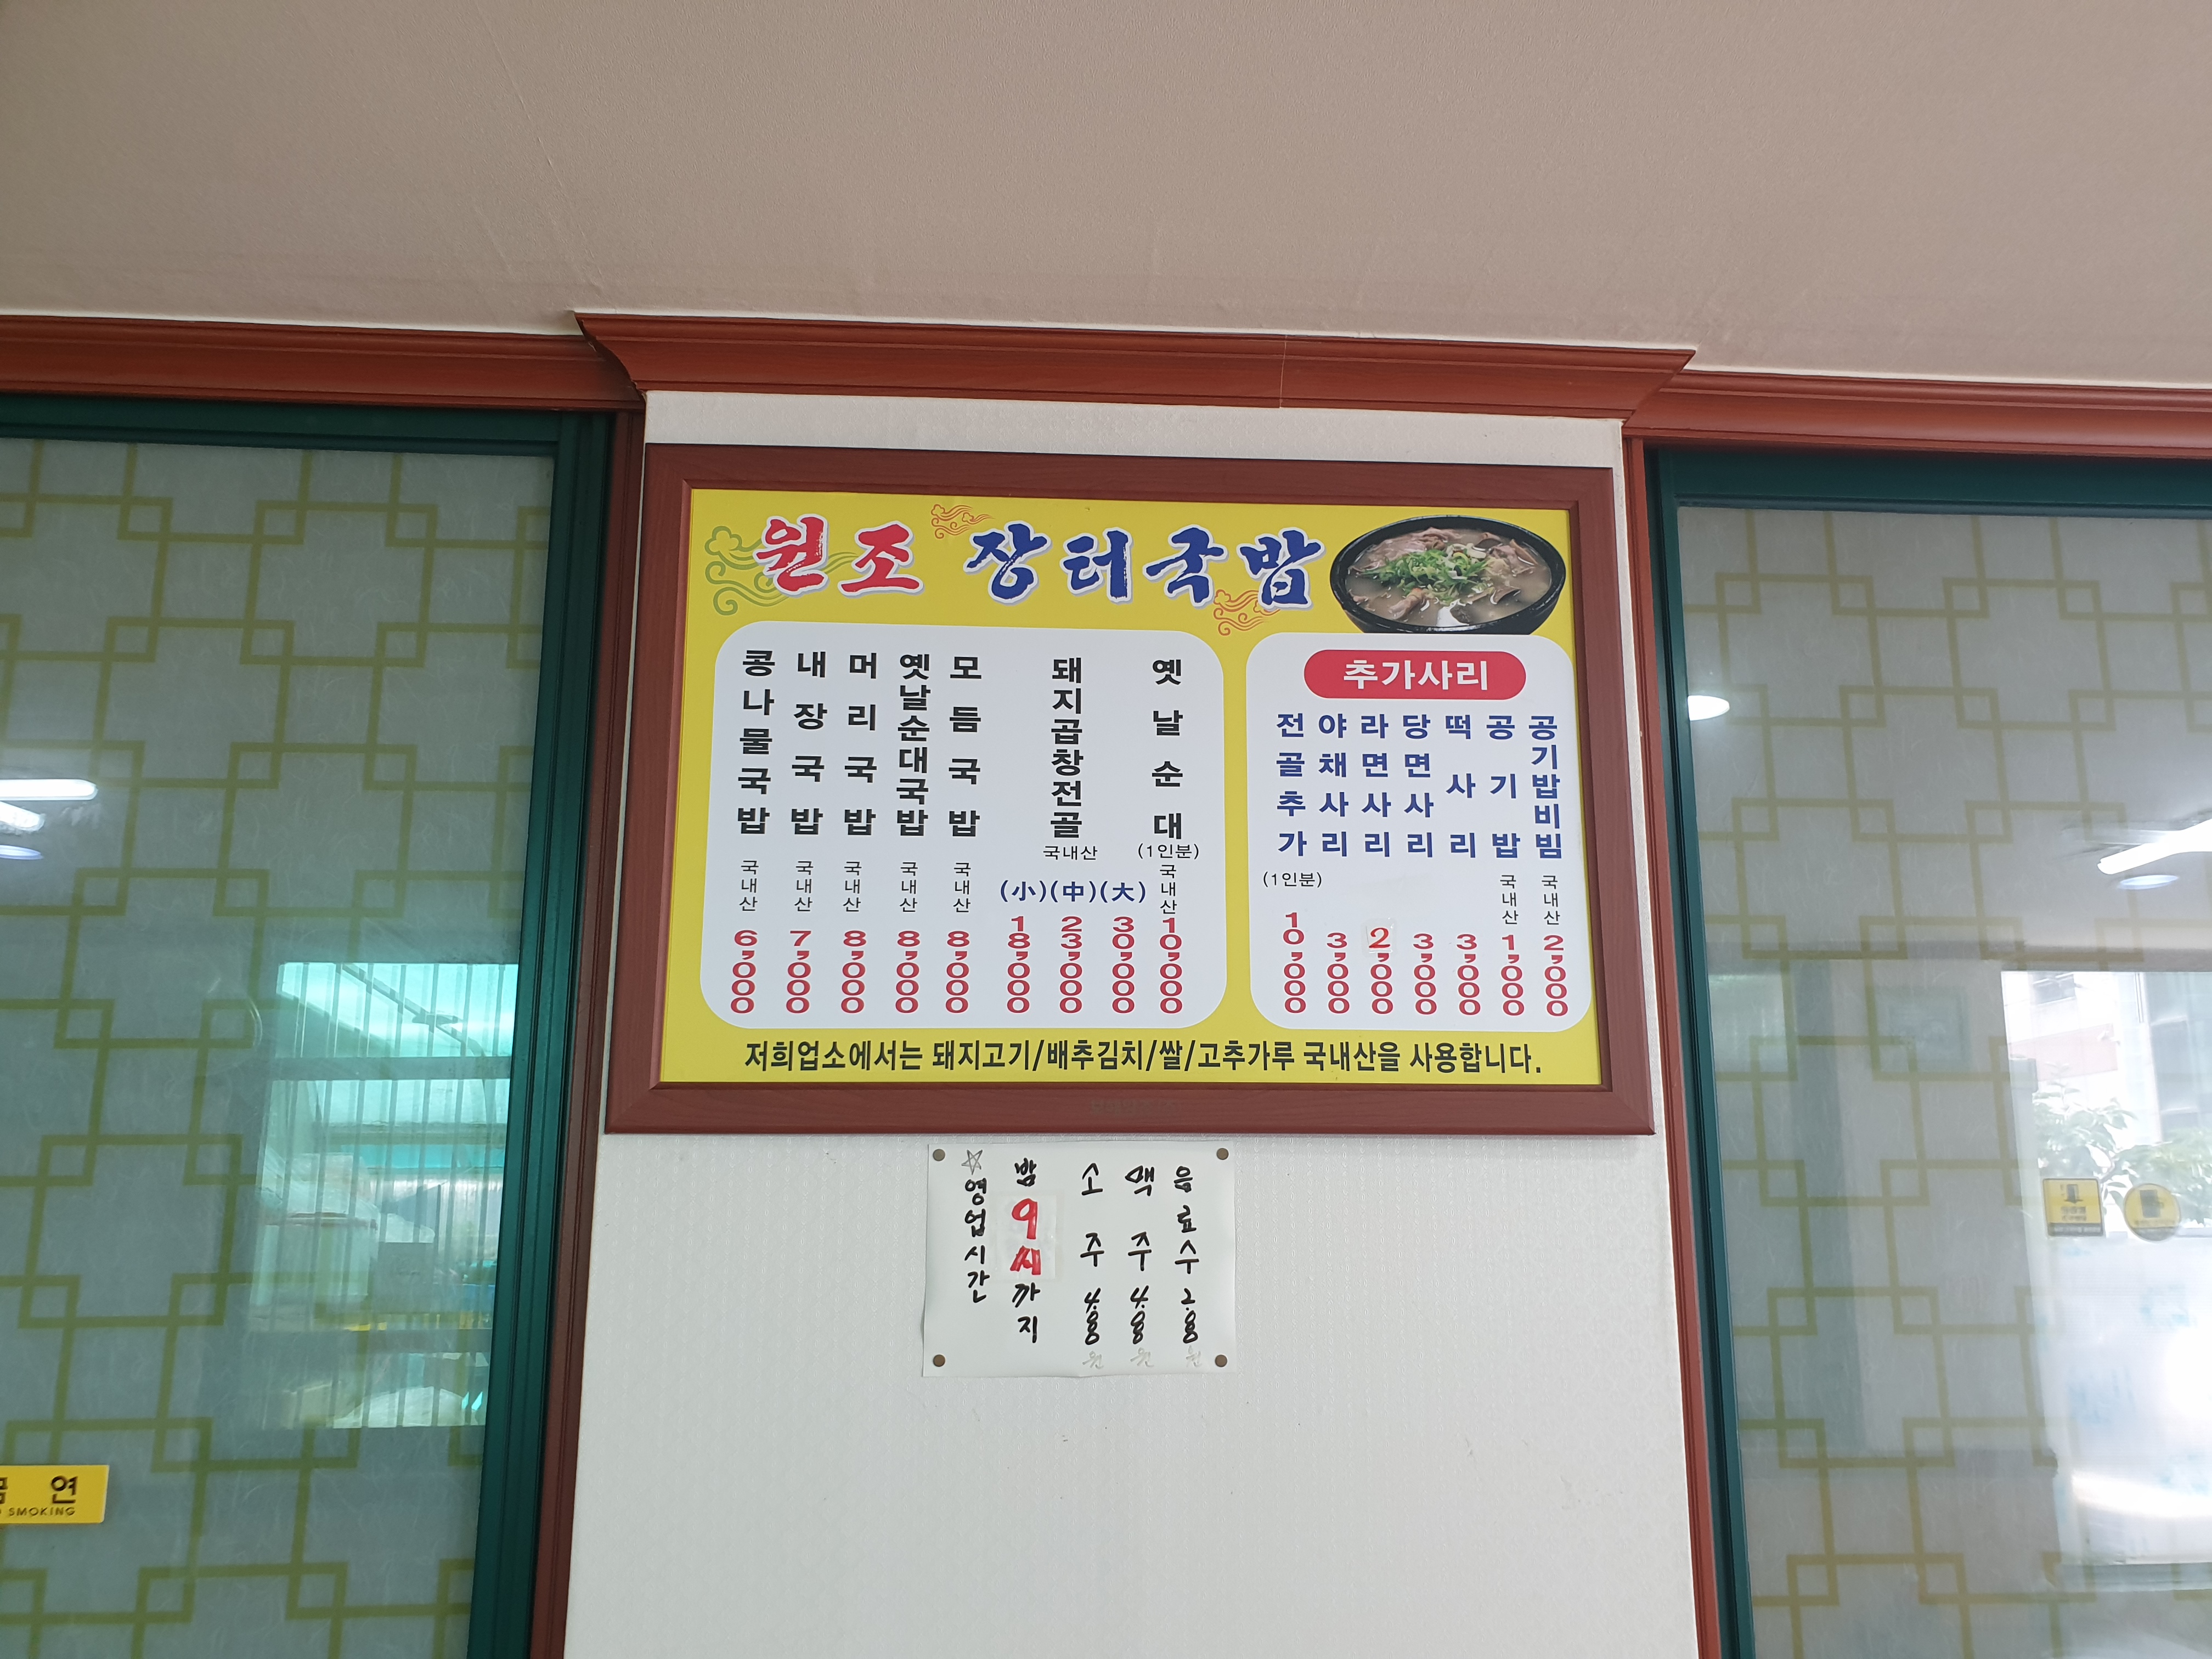 원조 장터국밥
콩나물국밥 국내산 6,000
내장국밥 국내산 7,000
머리국밥 국내산 8,000
옛날순대국밥 국내산 8,000
모듬국밥 국내산 8,000
돼지곱창전골 국내산
(小)(中)(大)
18,000 23,000 30,000
옛날순대 (1인분) 국내산 10,000
추가사리
전골추가 (1인분) 10,000
야채사리 3,000
라면사리 2,000
당면사리 3,000
떡사리 3,000
공기밥 국내산 1,000
공기밥비빔 국내산 2,000
저희업소에서는 돼지고기/배추김치/쌀/고추가루 국내산을 사용합니다.
☆영업시간
밤 9시까지
소주 4.000원
맥주 4.000원
음료수 2.000원
연
SMOKING